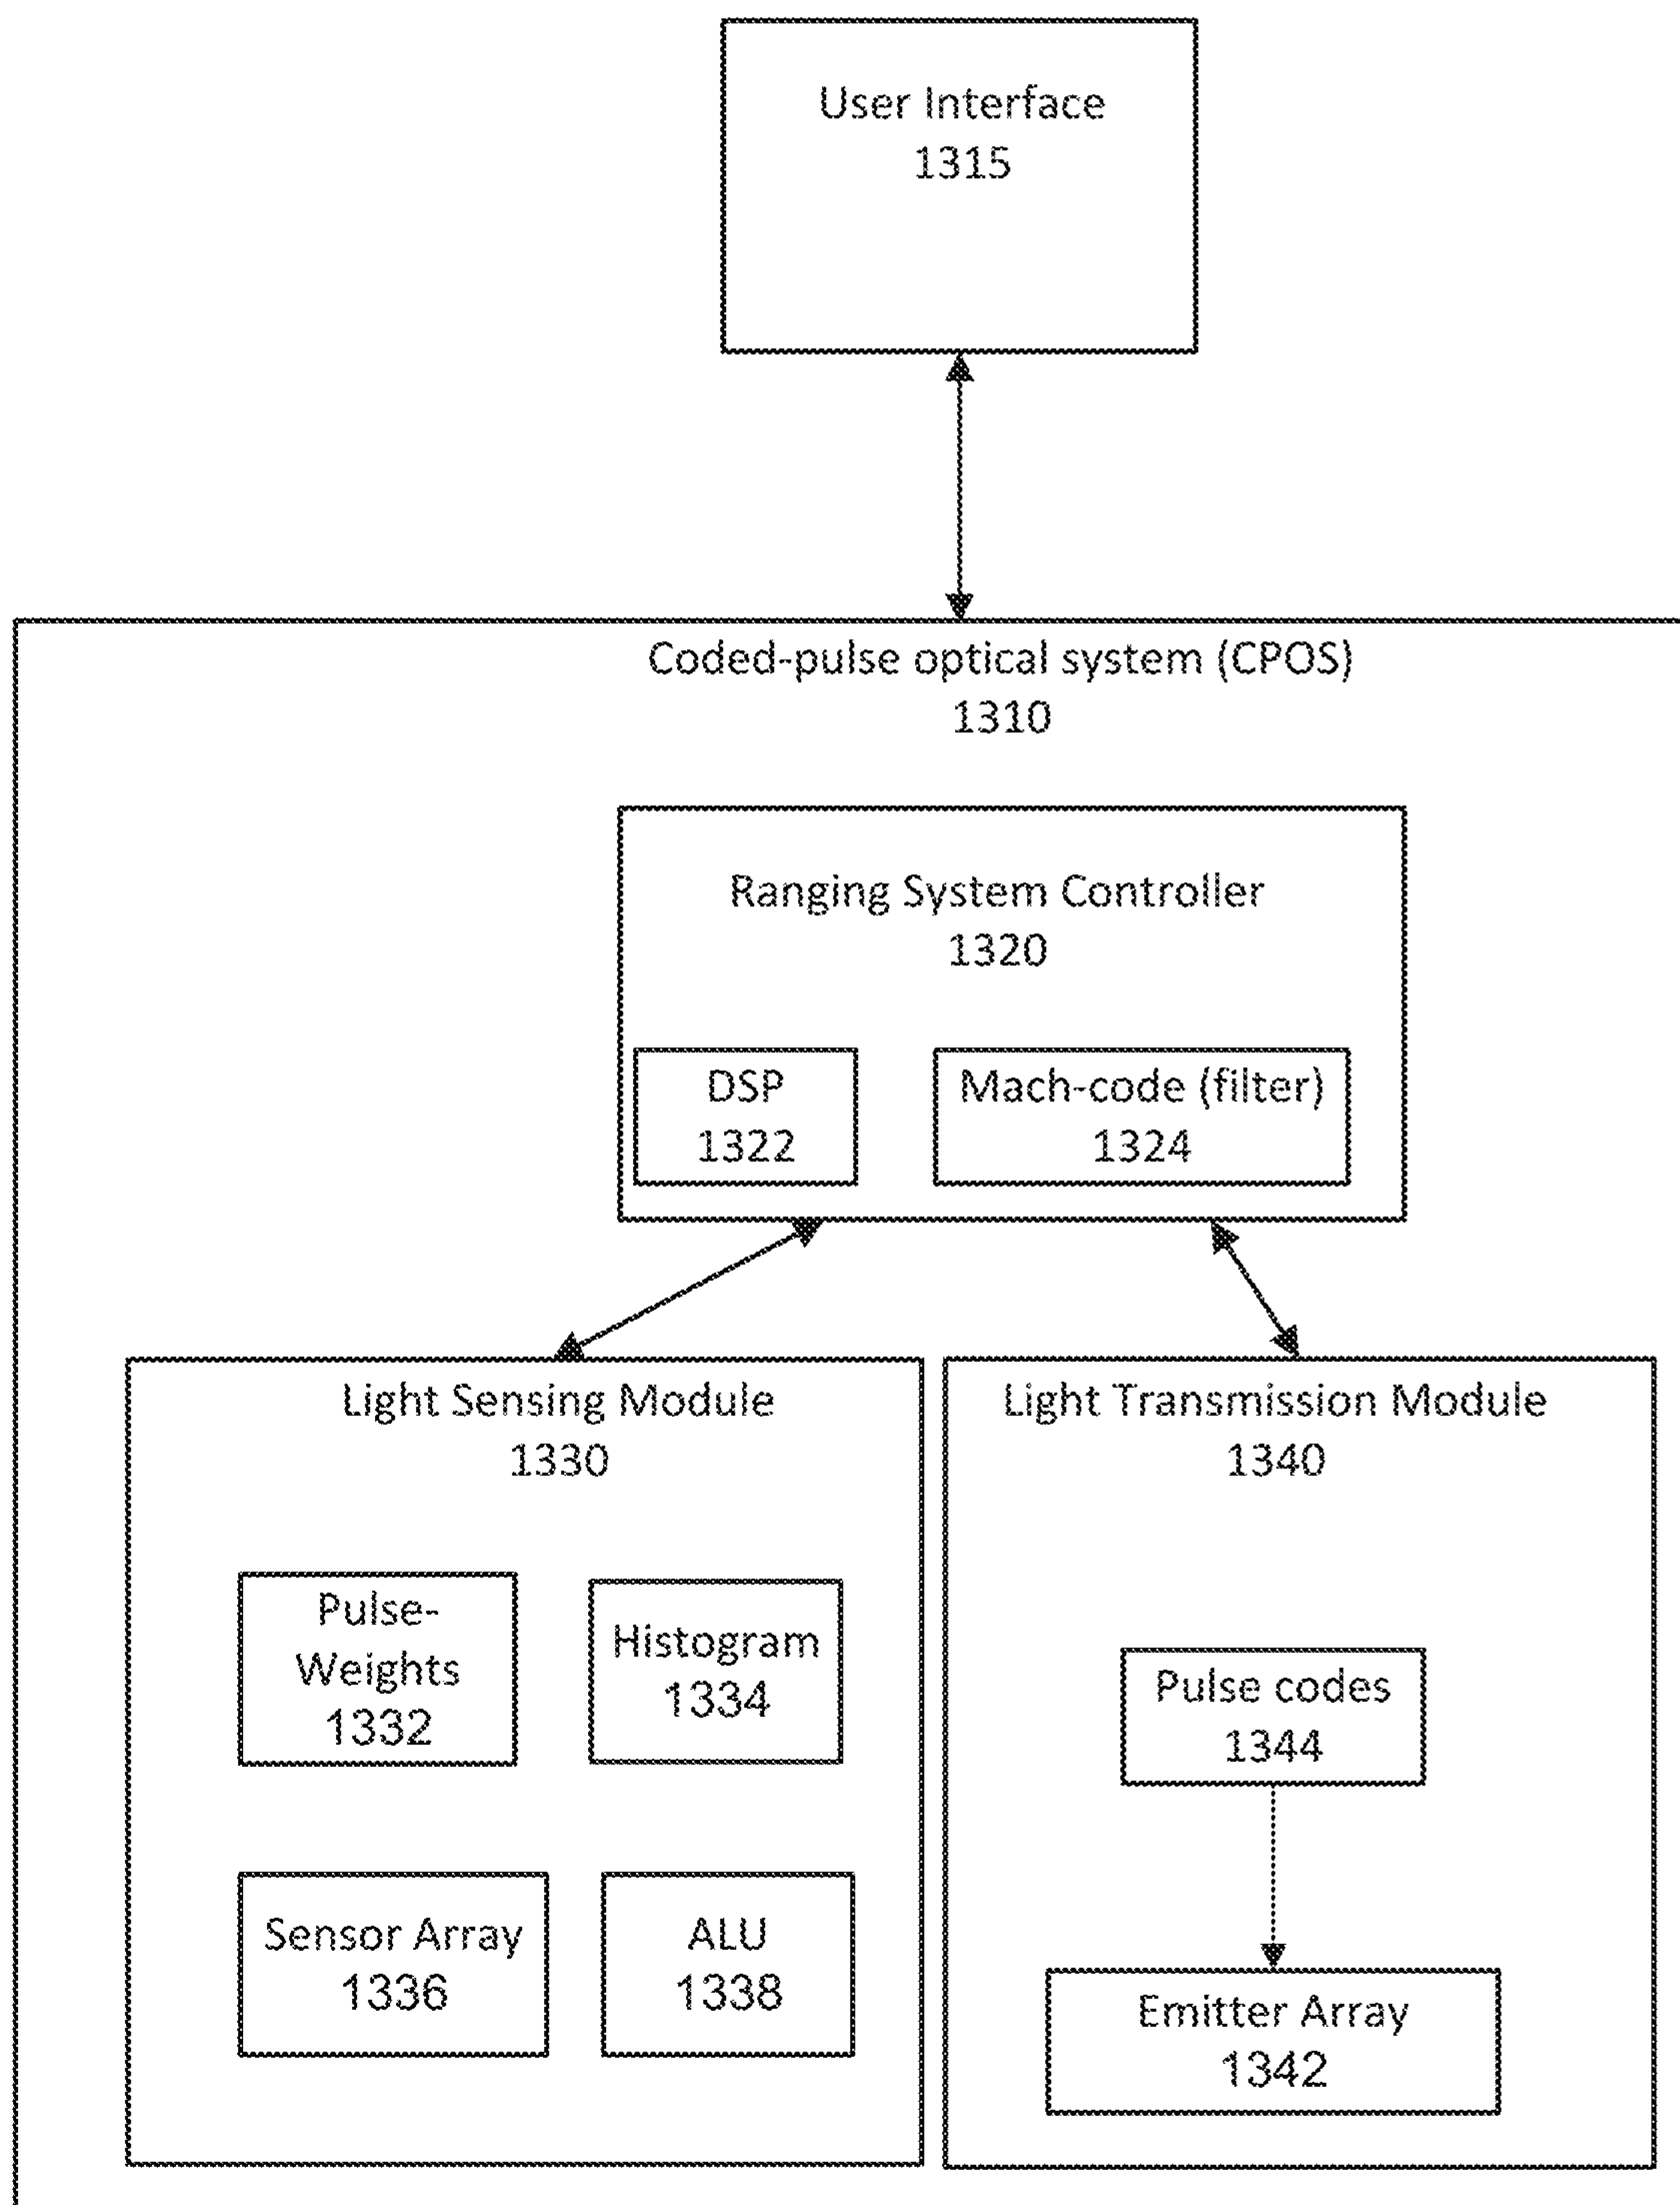 User Interface
1315
Coded-pulse optical system (CPOS)
1310
Ranging System Controller
1320
DSP
1322
Mach-code (filter)
1324
Light Sensing Module
1330
Pulse-
Weights
1332
Histogram
1334
Sensor Array
1336
ALU
1338
Light Transmission Module
1340
Pulse codes
1344
Emitter Array
1342